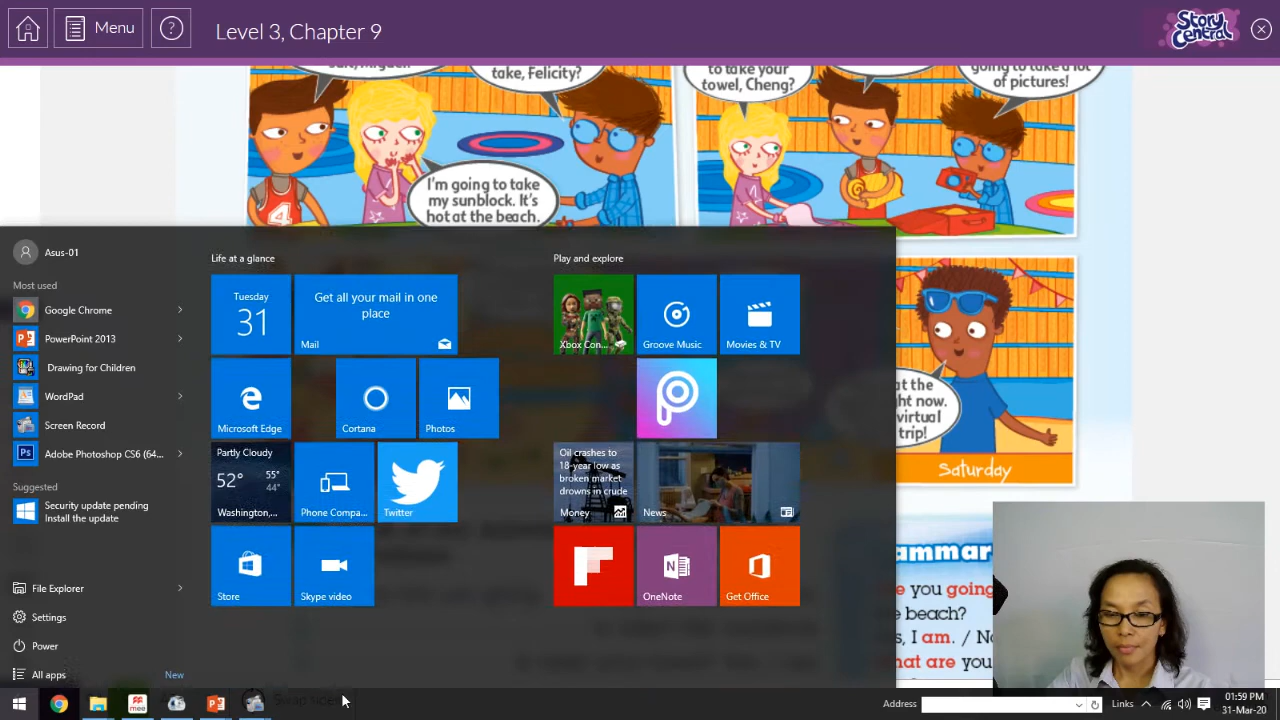 Menu
?
Level 3, Chapter 9
Story
Central
take, Felicity?
to take your
towel, Cheng?
going to take a lot
of pictures!
I'm going to take
my sunblock. It's
hot at the beach.
4
Asus-01
Most used
Google Chrome
PowerPoint 2013
Drawing for Children
WordPad
Screen Record
Adobe Photoshop CS6 (64...
Suggested
Security update pending
Install the update
File Explorer
Settings
Power
All apps
New
Life at a glance
Tuesday
31
Get all your mail in one
place
Mail
Microsoft Edge
Cortana
Photos
Partly Cloudy
52°
55°
44°
Washington,...
Phone Compa...
Twitter
Store
Skype video
Play and explore
Xbox Con...
Groove Music
Movies & TV
Oil crashes to
18-year low as
broken market
drowns in crude
Money
News
OneNote
Get Office
at the
ght now.
virtual
trip!
Saturday
ammar
e you going
he beach?
s, I am. / No
hat are you
Address
Links
01:59 PM
31-Mar-20